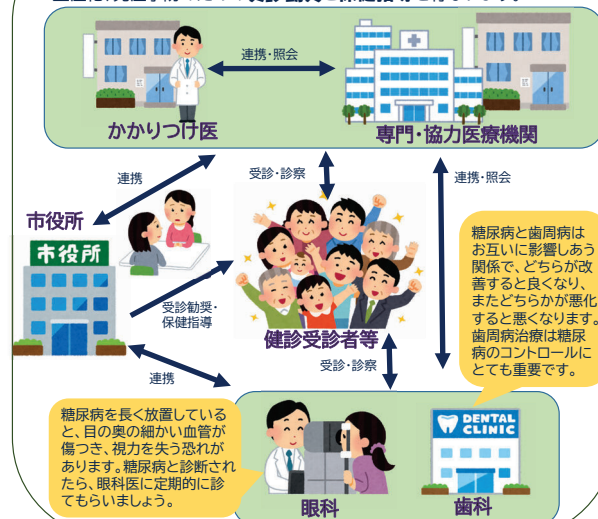 連携・照会
かかりつけ医
専門・協力医療機関
連携
受診・診察
連携・照会
市役所
市役所
糖尿病と歯周病は
お互いに影響しあう
関係で、どちらが改
善すると良くなり、
またどちらかが悪化
すると悪くなります。
歯周病治療は糖尿
病のコントロールに
とても重要です。
受診勧奨・
保健指導
健診受診者等
受診・診察
連携
糖尿病を長く放置している
と、目の奥の細かい血管が
傷つき、視力を失う恐れが
あります。糖尿病と診断され
たら、眼科医に定期的に診
てもらいましょう。
DENTAL
CLINIC
眼科
歯科